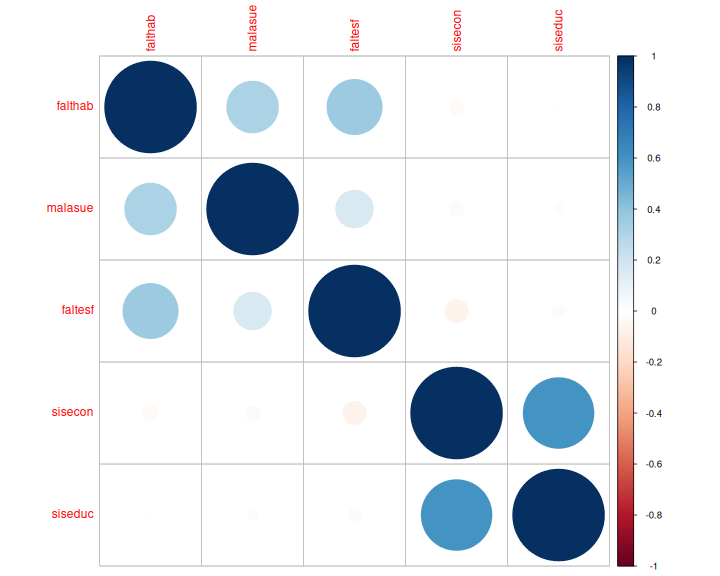 falthab
malasue
faltesf
sisecon
siseduc
falthab
malasue
faltesf
sisecon
siseduc
1
0.8
0.6
0.4
0.2
0
-0.2
-0.4
-0.6
-0.8
-1